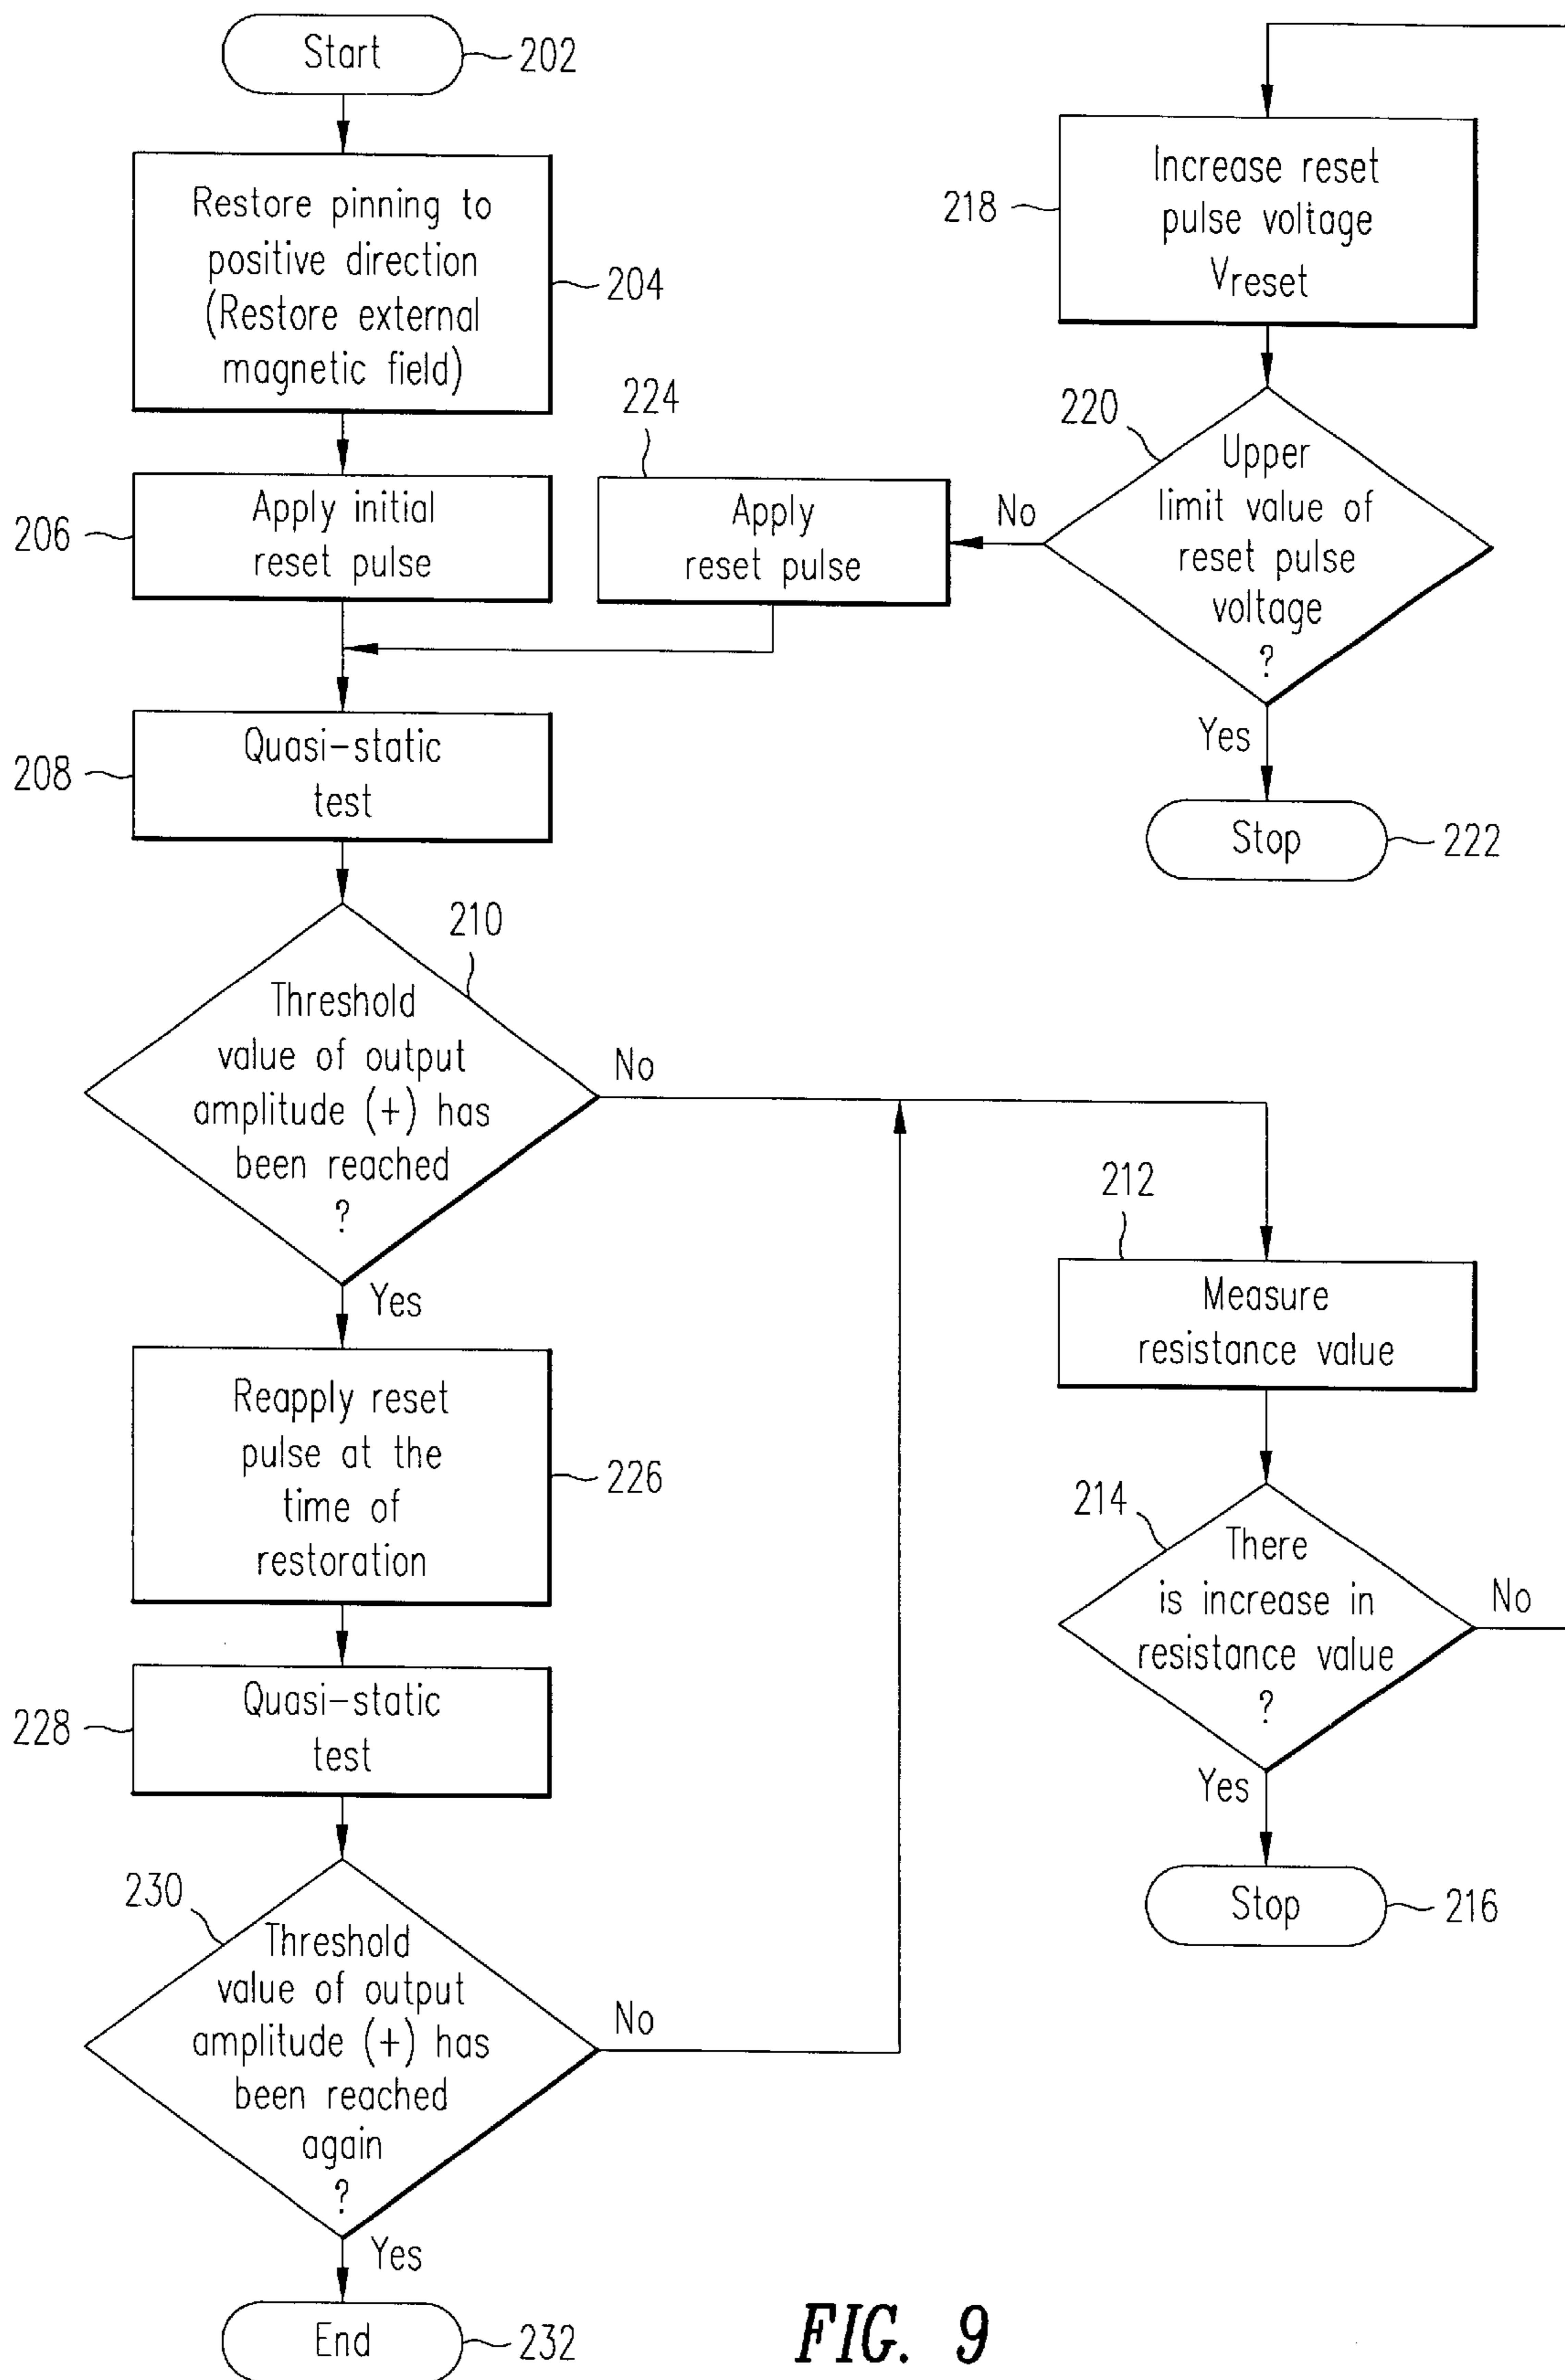 Start
202
Restore pinning to
positive direction
(Restore external
magnetic field)
204
Apply initial
reset pulse
206
224
Apply
reset pulse
Quasi-static
test
208
210
Threshold
value of output
amplitude (+) has
been reached
?
No
Yes
Reapply reset
pulse at the
time of
restoration
226
Quasi-static
test
228
230
Threshold
value of output
amplitude (+) has
been reached
again
?
No
Yes
End
232
Increase reset
pulse voltage
Vreset
218
220
Upper
limit value of
reset pulse
voltage
?
No
Yes
Stop
222
212
Measure
resistance value
214
There
is increase in
resistance value
?
No
Yes
Stop
216
FIG. 9